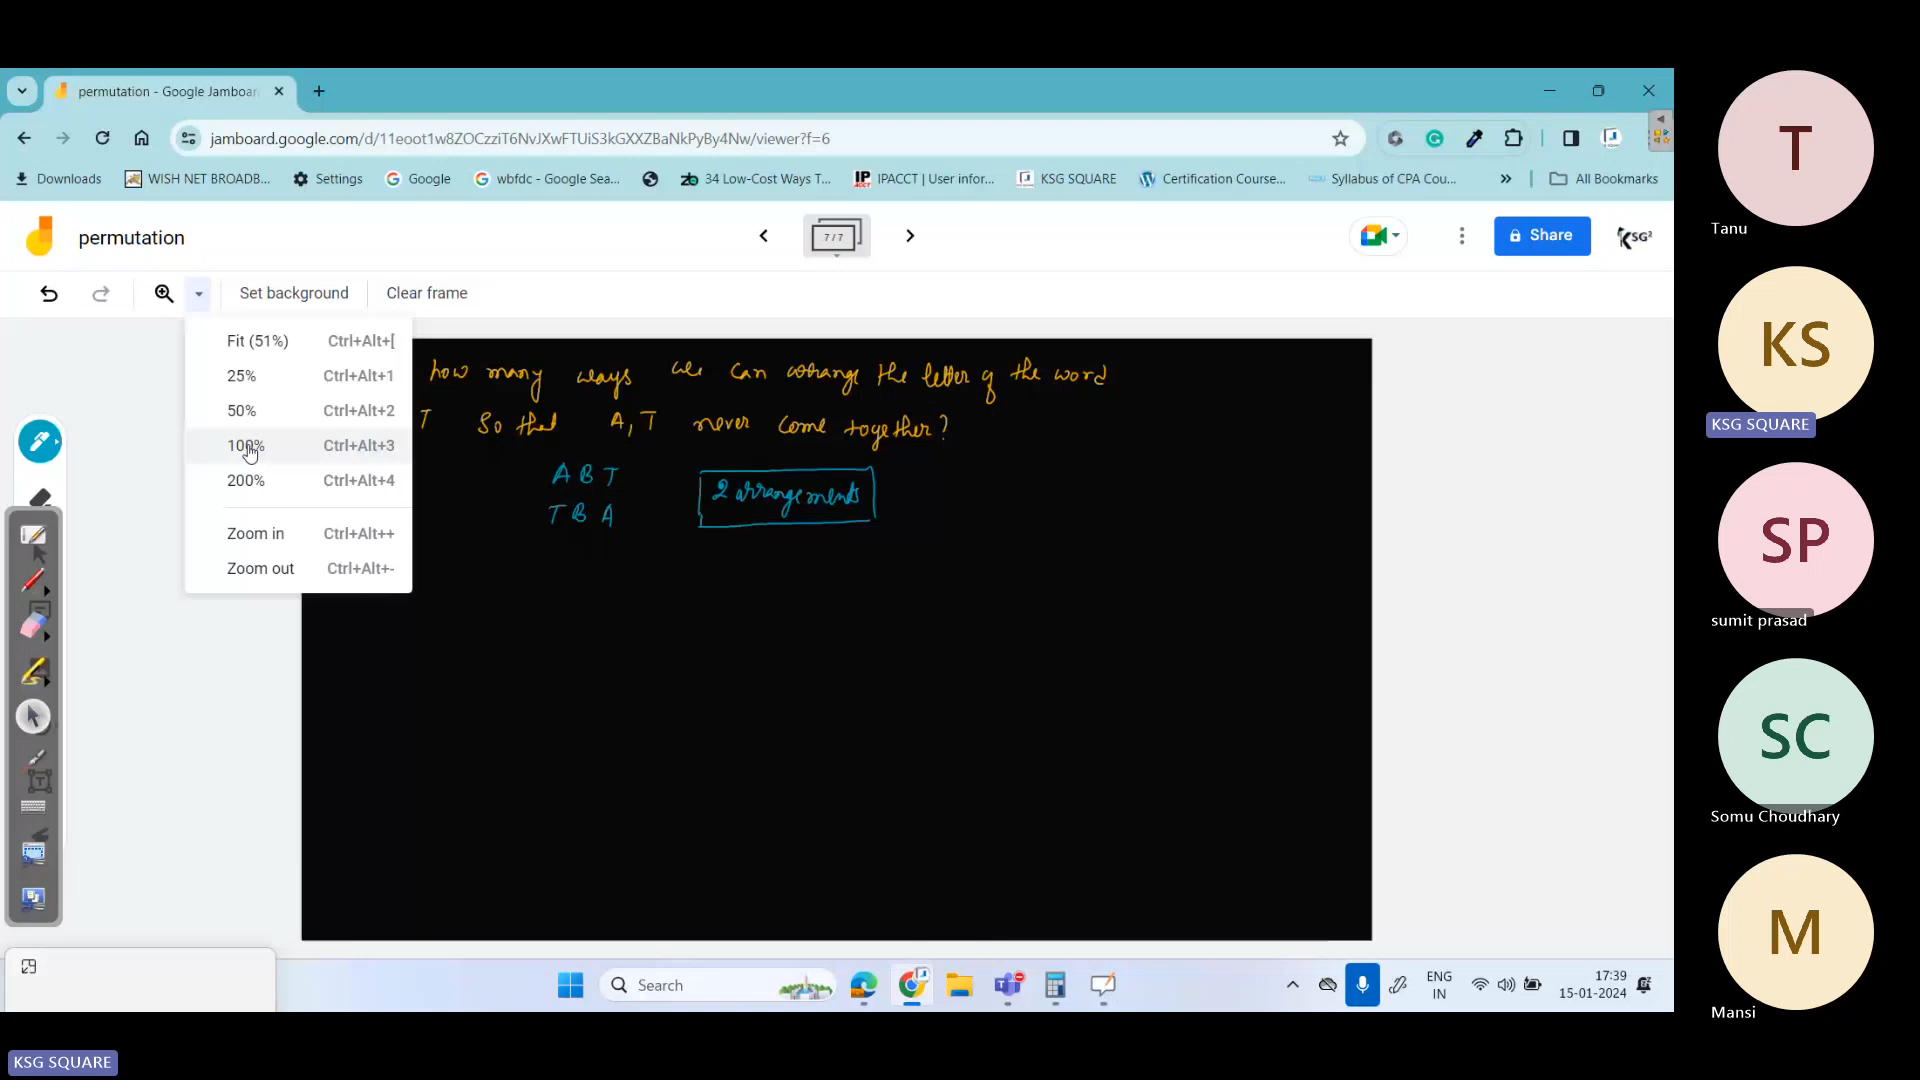 permutation - Google Jamboar
jamboard.google.com/d/11eoot1w8ZOCzziT6NvJXwFTUiS3kGXXZBaNkPyBy4Nw/viewer?f=6
Downloads WISH NET BROADB... Settings Google wbfdc - Google Sea... 34 Low-Cost Ways T... IPACCT | User infor... KSG SQUARE Certification Course... Syllabus of CPA Cou... » All Bookmarks
permutation
7/7
Share
KSG²
Set background
Clear frame
Fit (51%) Ctrl+Alt+[
25% Ctrl+Alt+1
50% Ctrl+Alt+2
100% Ctrl+Alt+3
200% Ctrl+Alt+4
Zoom in Ctrl+Alt++
Zoom out Ctrl+Alt+-
how many ways we can arrange the letter of the word
T So that A, T never come together?
A B T
2 arrangements
T B A
Search
ENG
IN
17:39
15-01-2024
T
Tanu
KS
KSG SQUARE
SP
sumit prasad
SC
Somu Choudhary
M
Mansi
KSG SQUARE